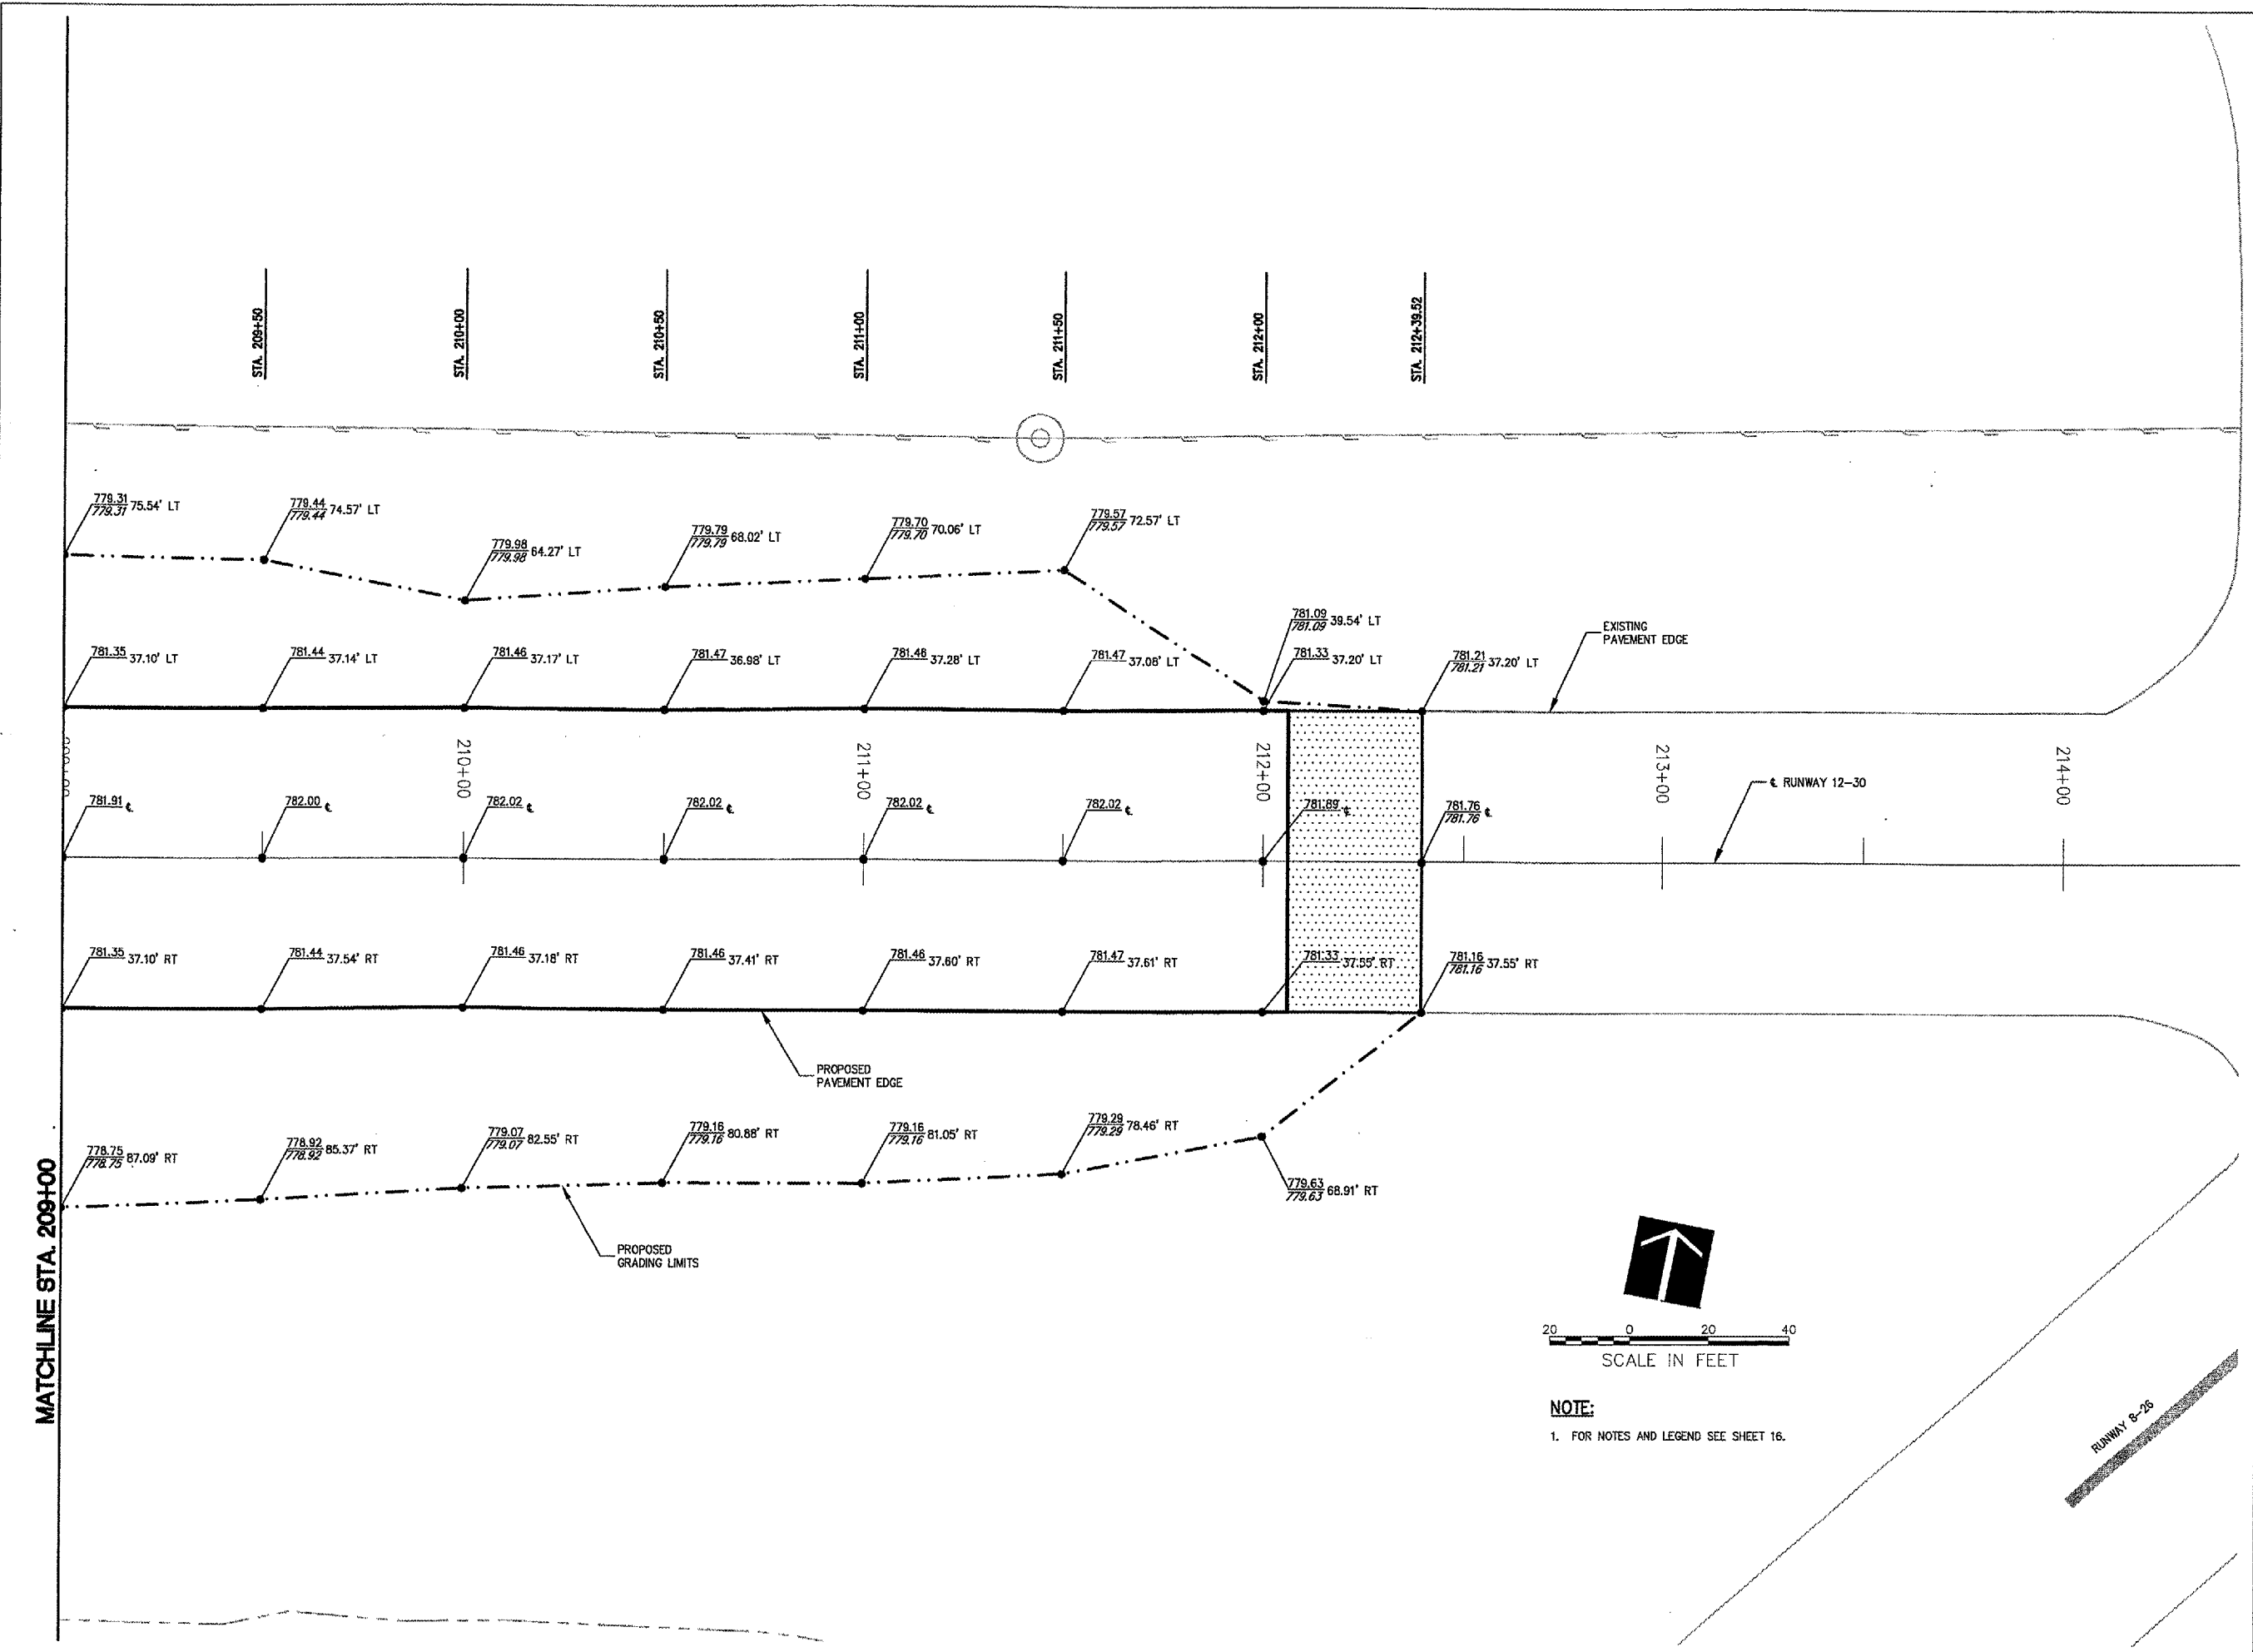 STA. 209+50
STA. 210+00
STA. 210+50
STA. 211+00
STA. 211+50
STA. 212+00
STA. 212+39.52
779.31
779.31 75.54' LT
779.44
779.44 74.57' LT
779.98
779.98 64.27' LT
779.79
779.79 68.02' LT
779.70
779.70 70.06' LT
779.57
779.57 72.57' LT
781.09
781.09 39.54' LT
EXISTING
PAVEMENT EDGE
781.35 37.10' LT
781.44 37.14' LT
781.46 37.17' LT
781.47 36.98' LT
781.48 37.28' LT
781.47 37.08' LT
781.33 37.20' LT
781.21
781.21 37.20' LT
210+00
211+00
212+00
213+00
214+00
781.91 ℄
782.00 ℄
782.02 ℄
782.02 ℄
782.02 ℄
782.02 ℄
781.89 ℄
781.76
781.76 ℄
℄ RUNWAY 12-30
781.35 37.10' RT
781.44 37.54' RT
781.46 37.18' RT
781.46 37.41' RT
781.46 37.60' RT
781.47 37.61' RT
781.33 37.55' RT
781.16
781.16 37.55' RT
PROPOSED
PAVEMENT EDGE
778.75
778.75 87.09' RT
778.92
778.92 85.37' RT
779.07
779.07 82.55' RT
779.16
779.16 80.88' RT
779.16
779.16 81.05' RT
779.29
779.29 78.46' RT
779.63
779.63 68.91' RT
PROPOSED
GRADING LIMITS
MATCHLINE STA. 209+00
20 0 20 40
SCALE IN FEET
NOTE:
1. FOR NOTES AND LEGEND SEE SHEET 16.
RUNWAY 8-26